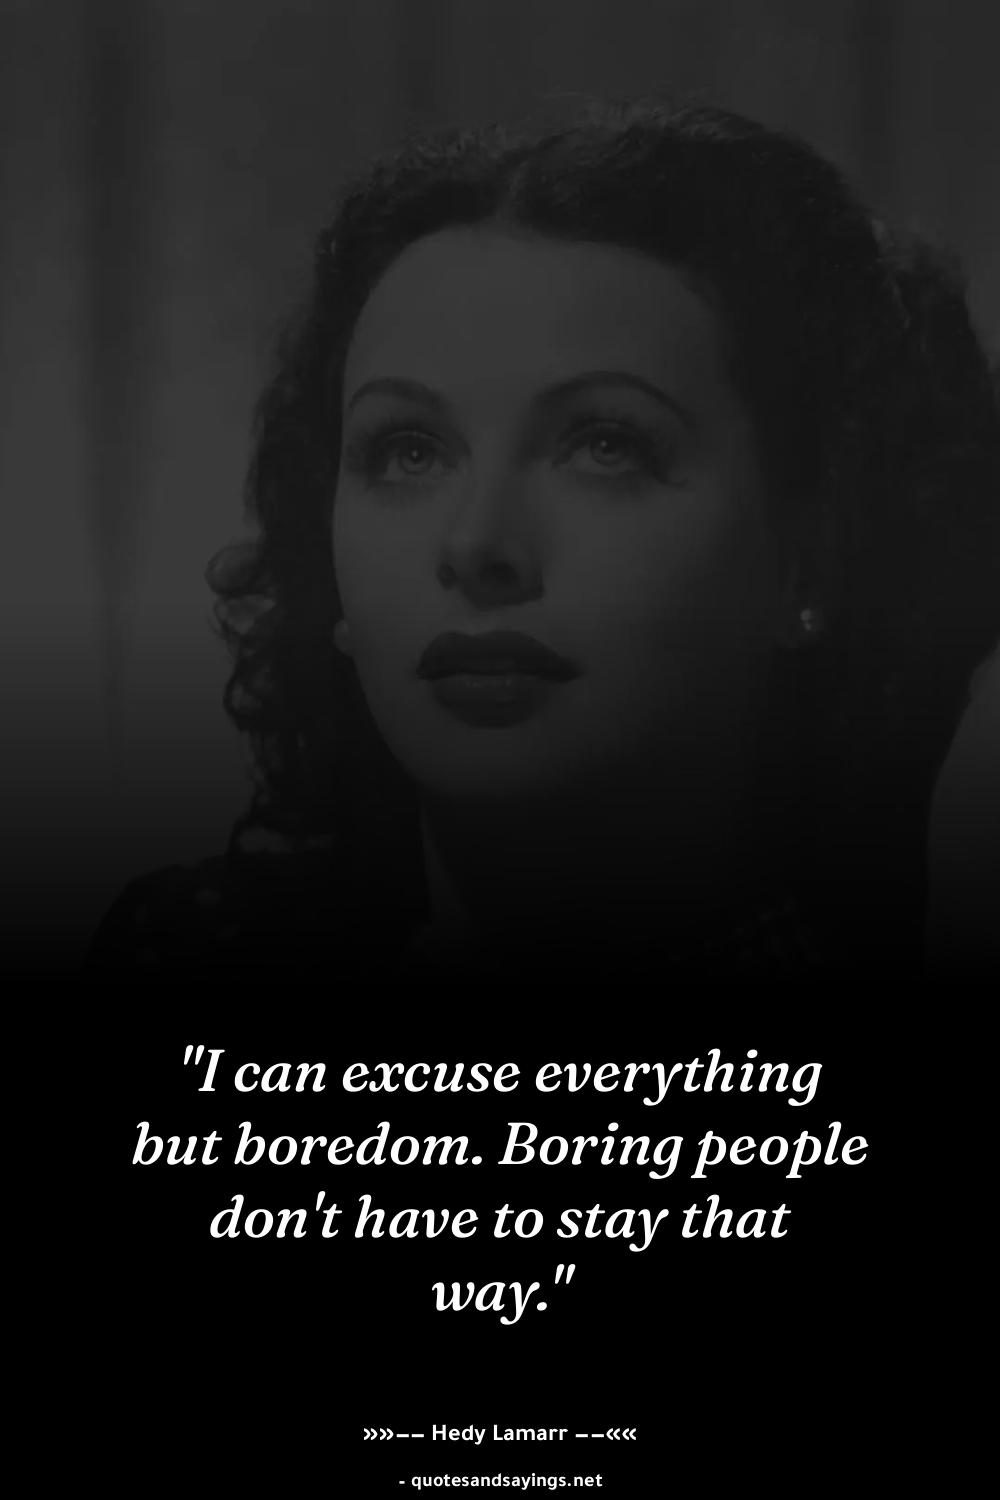 "I can excuse everything
but boredom. Boring people
don't have to stay that
way."
»»-- Hedy Lamarr --««
- quotesandsayings.net